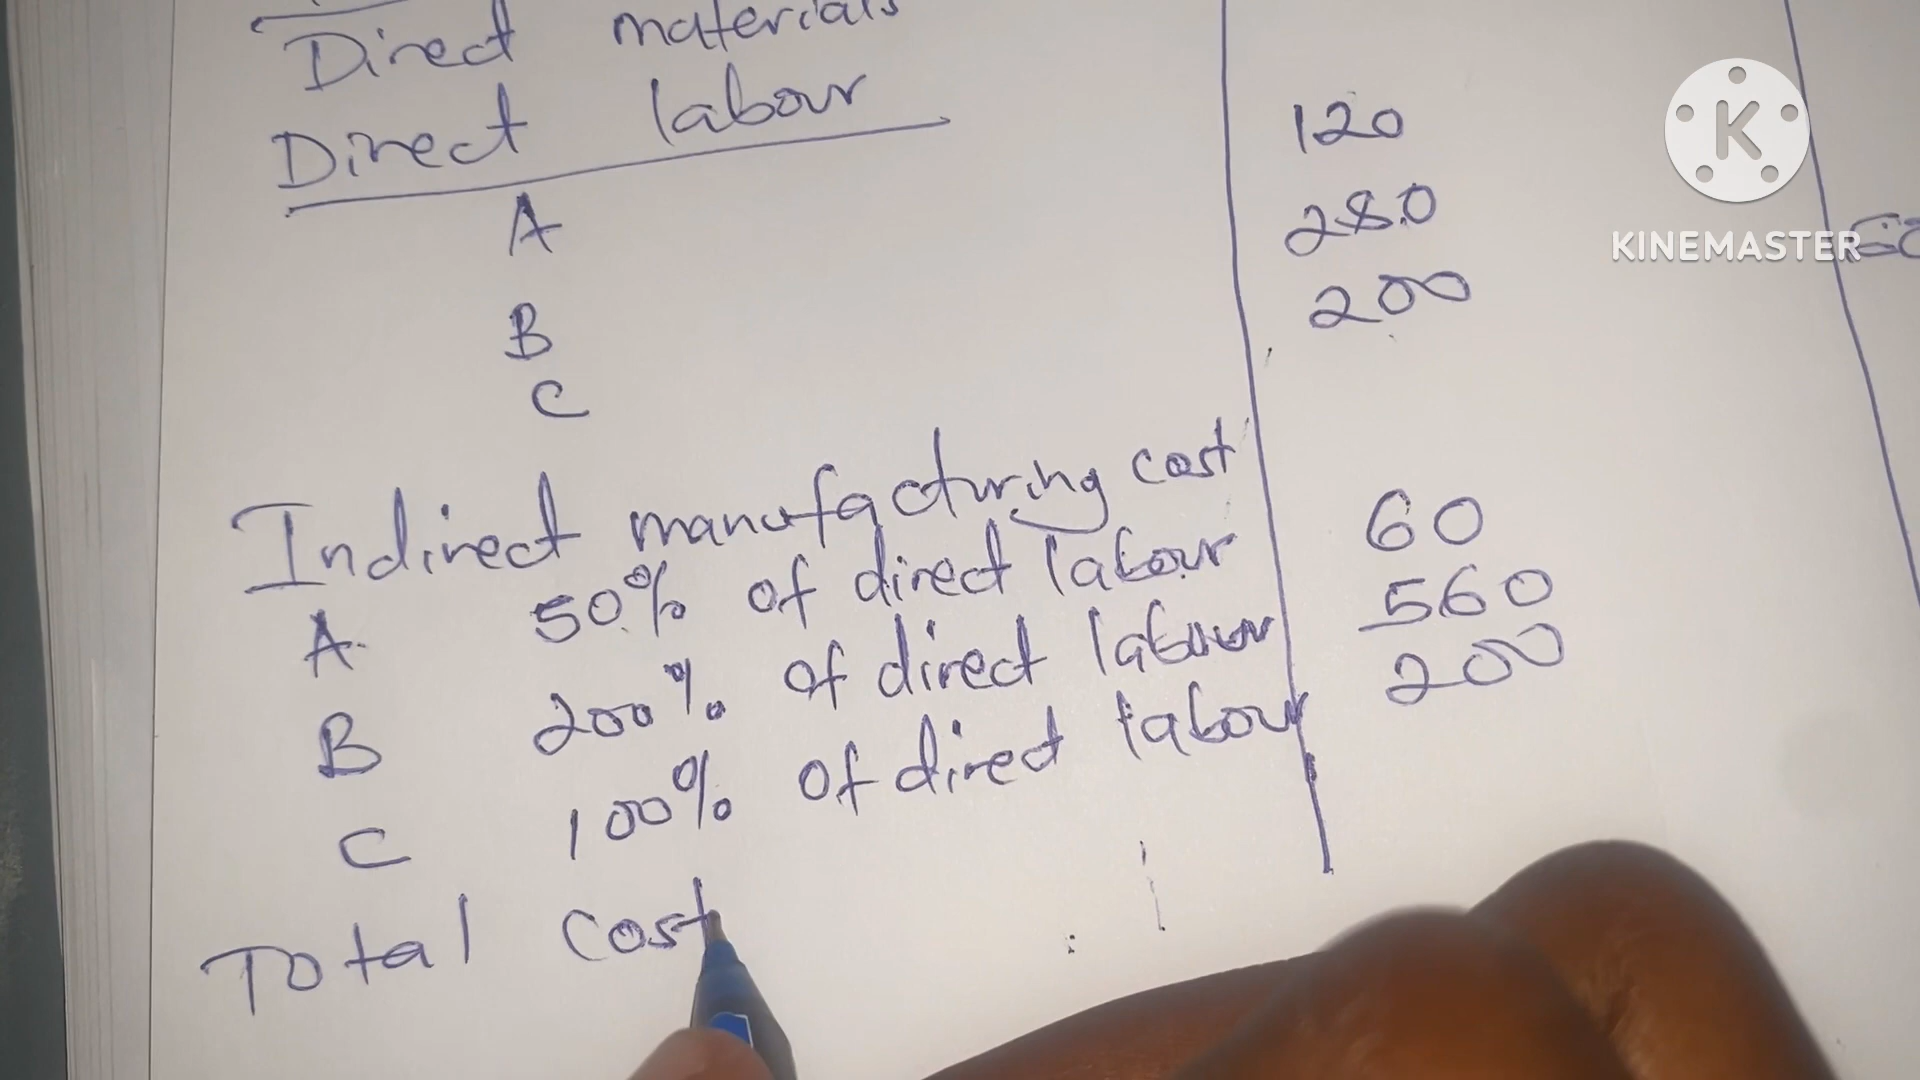 Direct materials
Direct labour
A 120
B 280
C 200
Indirect manufacturing cost
A 50% of direct labour 60
B 200% of direct labour 560
C 100% of direct labour 200
Total cost
K
KINEMASTER